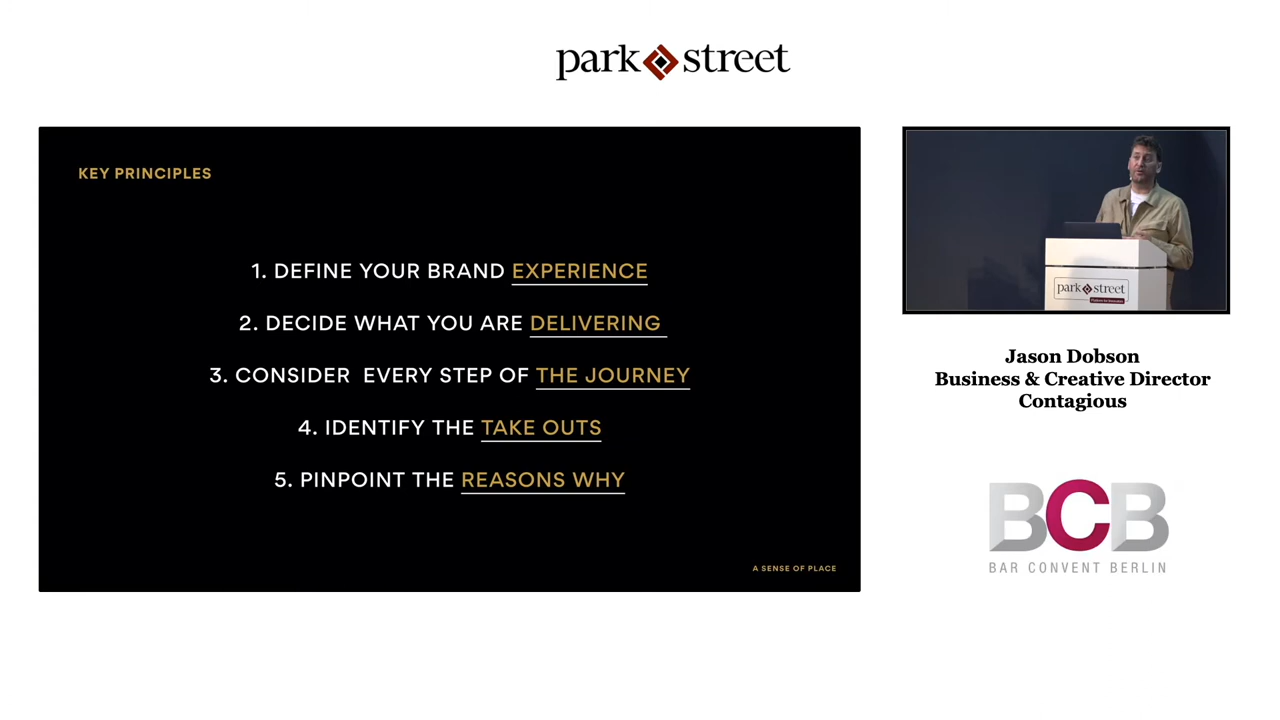 park street
KEY PRINCIPLES
1. DEFINE YOUR BRAND EXPERIENCE
2. DECIDE WHAT YOU ARE DELIVERING
3. CONSIDER EVERY STEP OF THE JOURNEY
4. IDENTIFY THE TAKE OUTS
5. PINPOINT THE REASONS WHY
A SENSE OF PLACE
park street
Jason Dobson
Business & Creative Director
Contagious
BCB
BAR CONVENT BERLIN